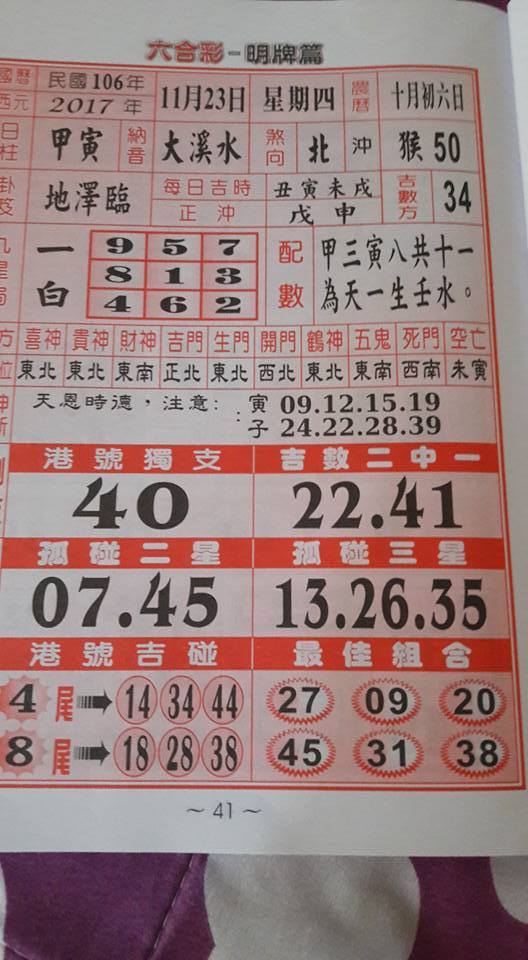 六合彩-明牌篇
國曆 民國106年 11月23日 星期四 農曆 十月初六日
西元 2017年
日柱 甲寅 納音 大溪水 煞向 北 沖 猴50
地澤臨 每日吉時 丑寅未戌 吉數方 34
正沖 戊申
一白 9 5 7 配數 甲三寅八共十一
8 1 3 為天一生壬水。
4 6 2
方 喜神 貴神 財神 吉門 生門 開門 鶴神 五鬼 死門 空亡
位 東北 東北 東南 正北 東北 西北 東北 東南 西南 未寅
天恩時德,注意: 寅 09.12.15.19
: 子 24.22.28.39
港號獨支 吉數二中一
40 22.41
孤碰二星 孤碰三星
07.45 13.26.35
港號吉碰 最佳組合
4尾 14 34 44 27 09 20
8尾 18 28 38 45 31 38
~41~